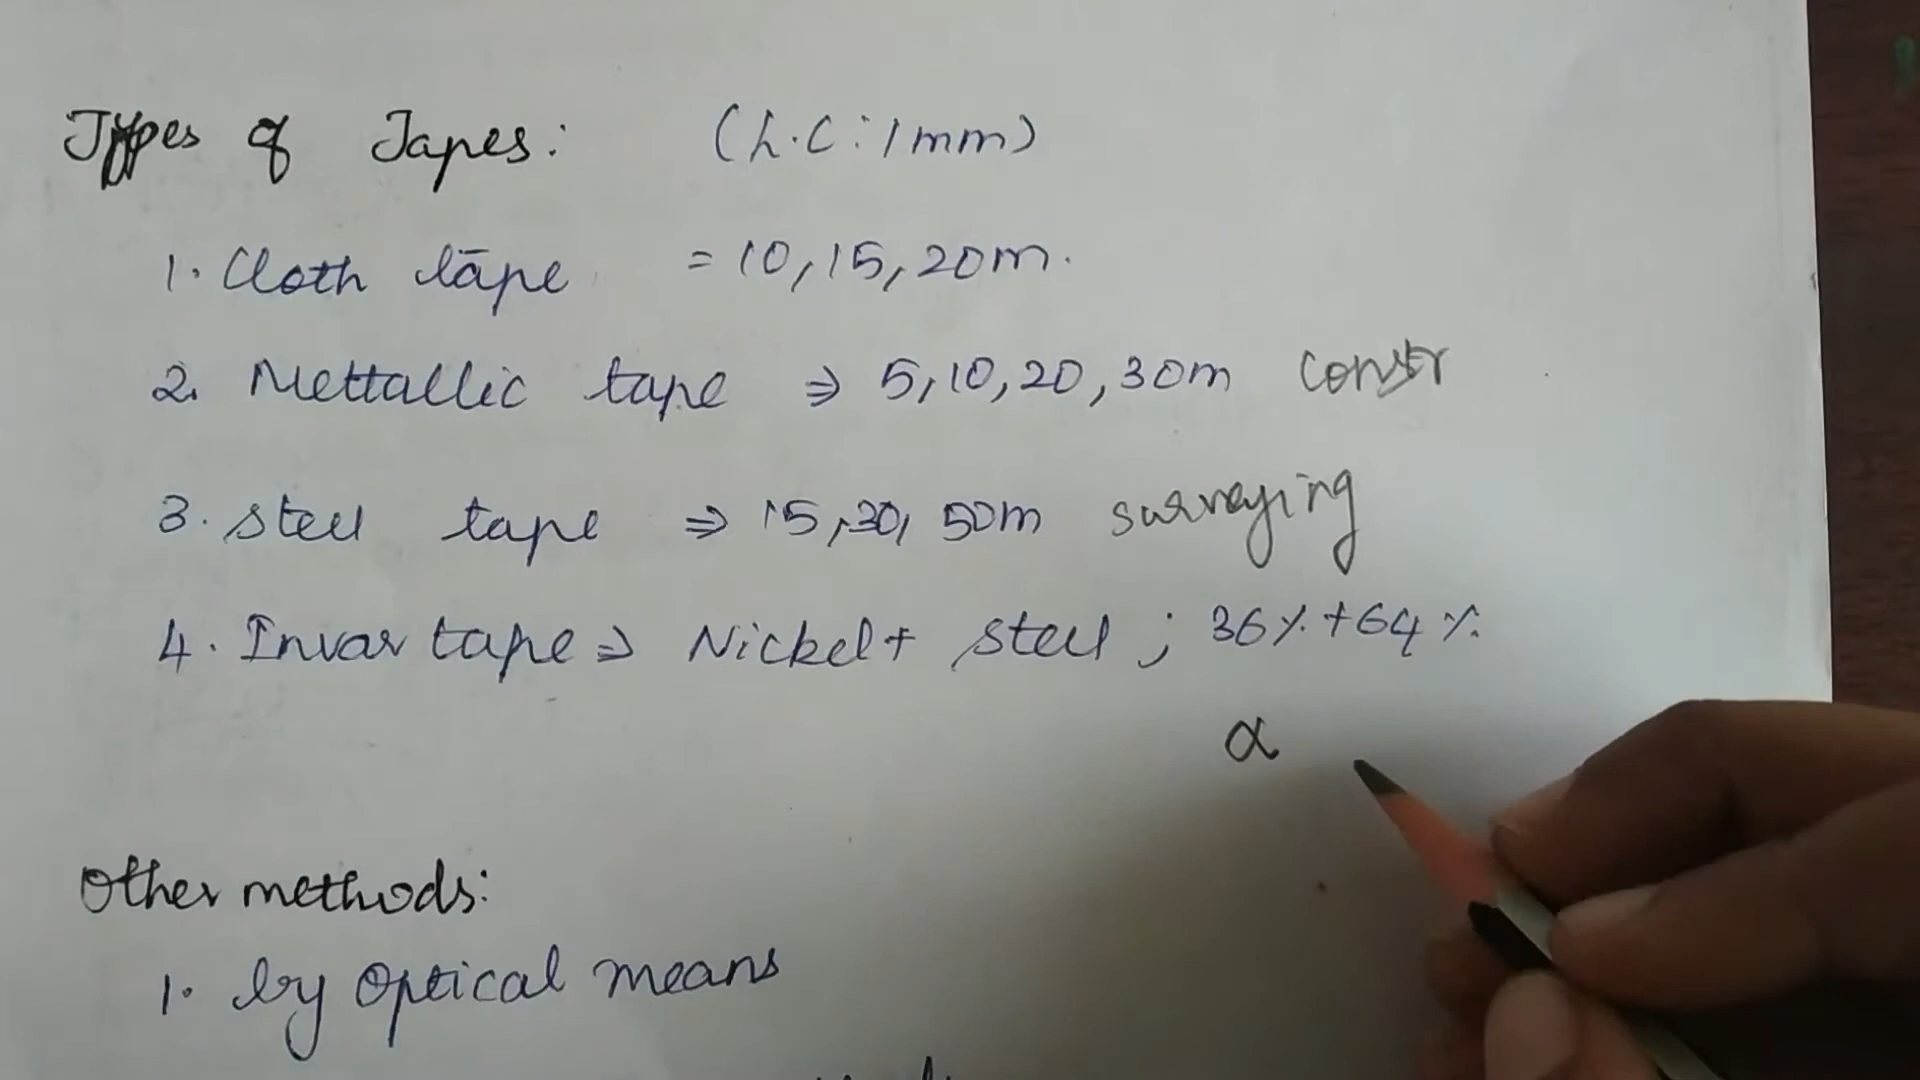 Types of Tapes: (L.C: 1mm)
1. Cloth tape = 10, 15, 20m.
2. Mettallic tape ⇒ 5, 10, 20, 30m constr
3. steel tape ⇒ 15, 30, 50m surveying
4. Invar tape ⇒ Nickel + steel ; 36% + 64%
α
Other methods:
1. by optical means